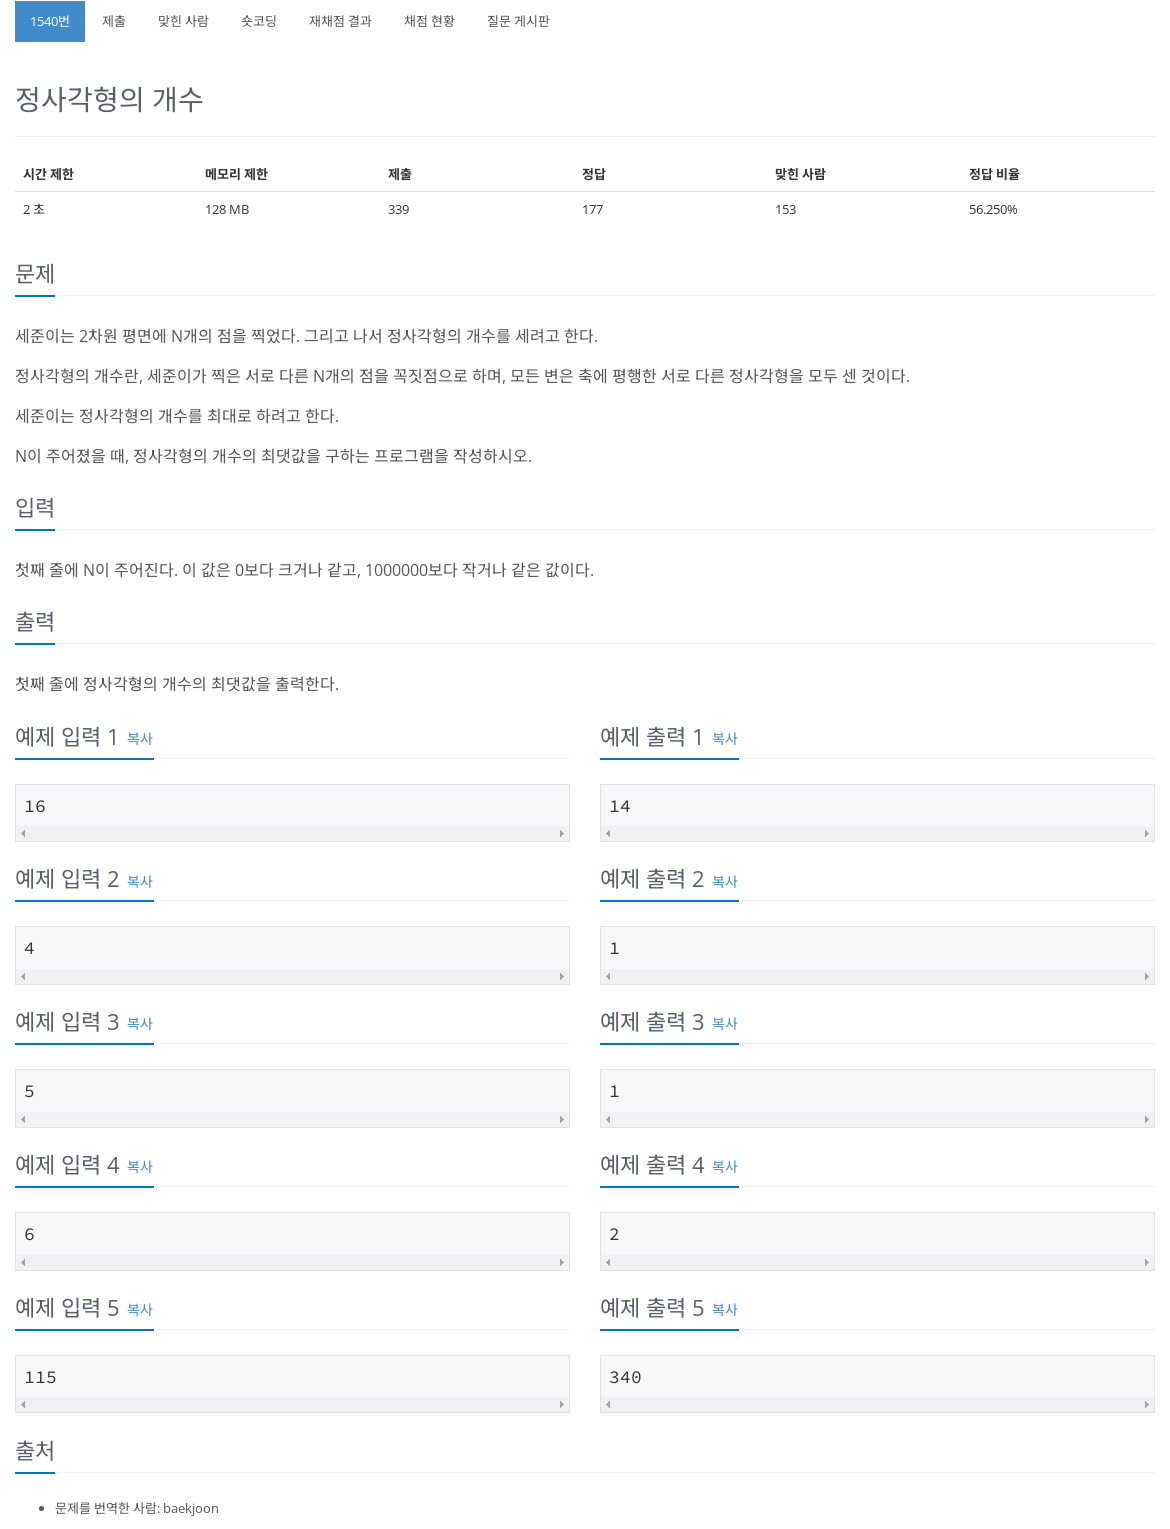 1540번 제출 맞힌 사람 숏코딩 재채점 결과 채점 현황 질문 게시판
정사각형의 개수
시간 제한 메모리 제한 제출 정답 맞힌 사람 정답 비율
2 초 128 MB 339 177 153 56.250%
문제
세준이는 2차원 평면에 N개의 점을 찍었다. 그리고 나서 정사각형의 개수를 세려고 한다.
정사각형의 개수란, 세준이가 찍은 서로 다른 N개의 점을 꼭짓점으로 하며, 모든 변은 축에 평행한 서로 다른 정사각형을 모두 센 것이다.
세준이는 정사각형의 개수를 최대로 하려고 한다.
N이 주어졌을 때, 정사각형의 개수의 최댓값을 구하는 프로그램을 작성하시오.
입력
첫째 줄에 N이 주어진다. 이 값은 0보다 크거나 같고, 1000000보다 작거나 같은 값이다.
출력
첫째 줄에 정사각형의 개수의 최댓값을 출력한다.
예제 입력 1 복사 예제 출력 1 복사
16 14
예제 입력 2 복사 예제 출력 2 복사
4 1
예제 입력 3 복사 예제 출력 3 복사
5 1
예제 입력 4 복사 예제 출력 4 복사
6 2
예제 입력 5 복사 예제 출력 5 복사
115 340
출처
문제를 번역한 사람: baekjoon